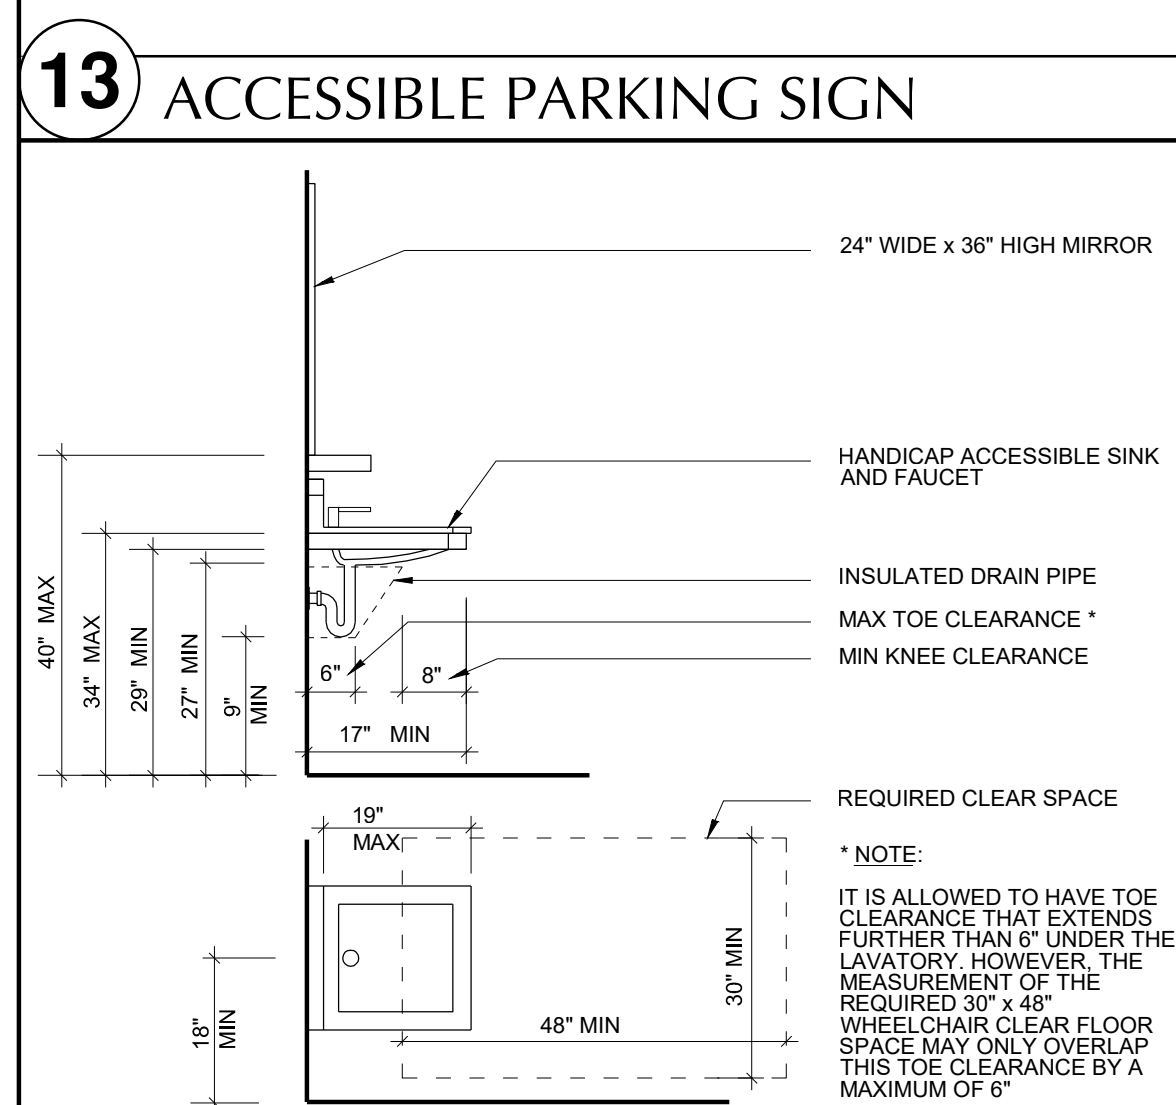 13
ACCESSIBLE PARKING SIGN
24" WIDE x 36" HIGH MIRROR
HANDICAP ACCESSIBLE SINK
AND FAUCET
INSULATED DRAIN PIPE
MAX TOE CLEARANCE *
MIN KNEE CLEARANCE
40" MAX
34" MAX
29" MIN
27" MIN
9"
MIN
6"
8"
17" MIN
REQUIRED CLEAR SPACE
19"
MAX
18"
MIN
48" MIN
30" MIN
* NOTE:
IT IS ALLOWED TO HAVE TOE
CLEARANCE THAT EXTENDS
FURTHER THAN 6" UNDER THE
LAVATORY. HOWEVER, THE
MEASUREMENT OF THE
REQUIRED 30" x 48"
WHEELCHAIR CLEAR FLOOR
SPACE MAY ONLY OVERLAP
THIS TOE CLEARANCE BY A
MAXIMUM OF 6"